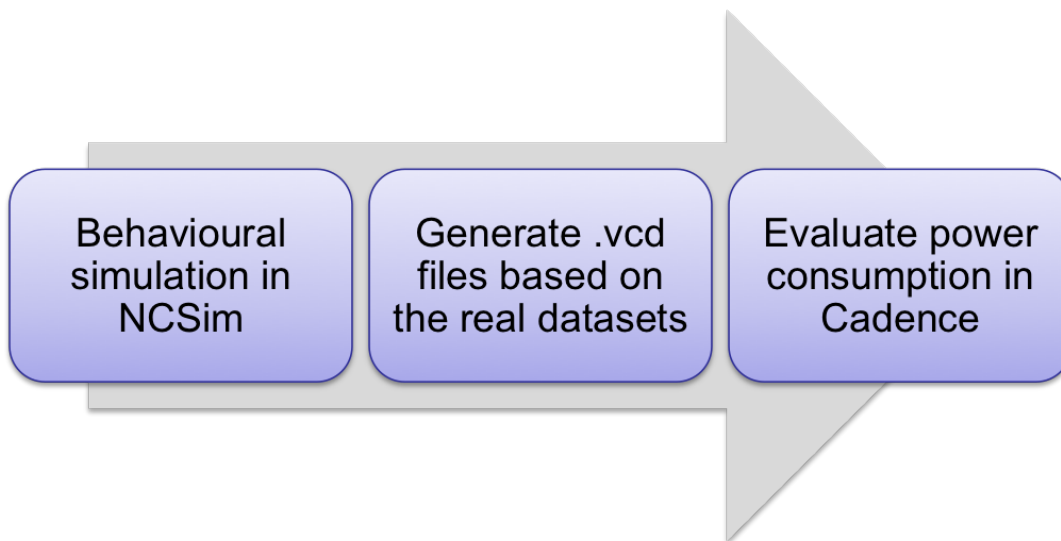 Behavioural
simulation in
NCSim
Generate .vcd
files based on
the real datasets
Evaluate power
consumption in
Cadence